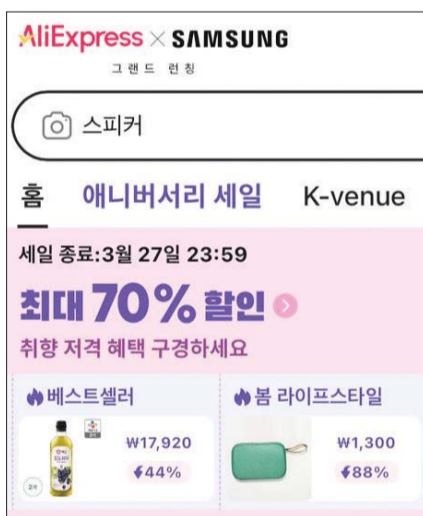 AliExpress × SAMSUNG
그랜드 런칭
스피커
홈 애니버서리 세일 K-venue
세일 종료:3월 27일 23:59
최대 70% 할인
취향 저격 혜택 구경하세요
베스트셀러 봄 라이프스타일
₩17,920 ₩1,300
44% 88%